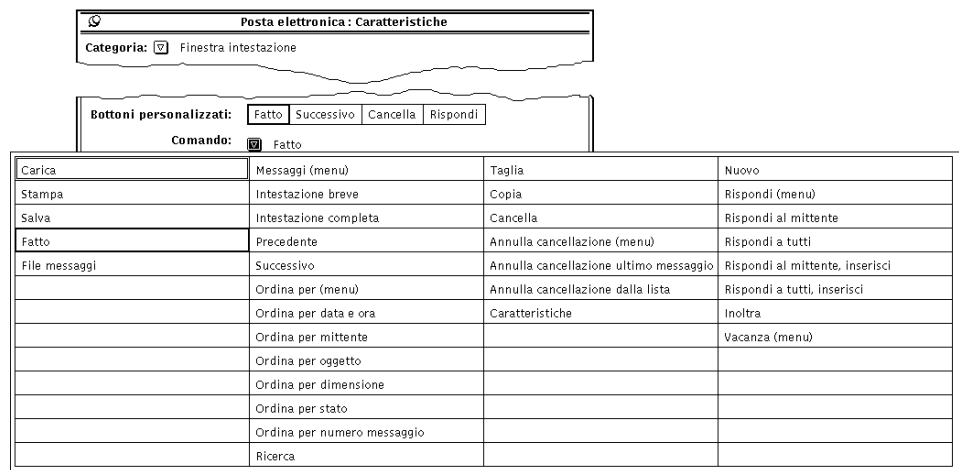 Posta elettronica : Caratteristiche
Categoria: Finestra intestazione
Bottoni personalizzati: Fatto Successivo Cancella Rispondi
Comando: Fatto
Carica Messaggi (menu) Taglia Nuovo
Stampa Intestazione breve Copia Rispondi (menu)
Salva Intestazione completa Cancella Rispondi al mittente
Fatto Precedente Annulla cancellazione (menu) Rispondi a tutti
File messaggi Successivo Annulla cancellazione ultimo messaggio Rispondi al mittente, inserisci
Ordina per (menu) Annulla cancellazione dalla lista Rispondi a tutti, inserisci
Ordina per data e ora Caratteristiche Inoltra
Ordina per mittente Vacanza (menu)
Ordina per oggetto
Ordina per dimensione
Ordina per stato
Ordina per numero messaggio
Ricerca